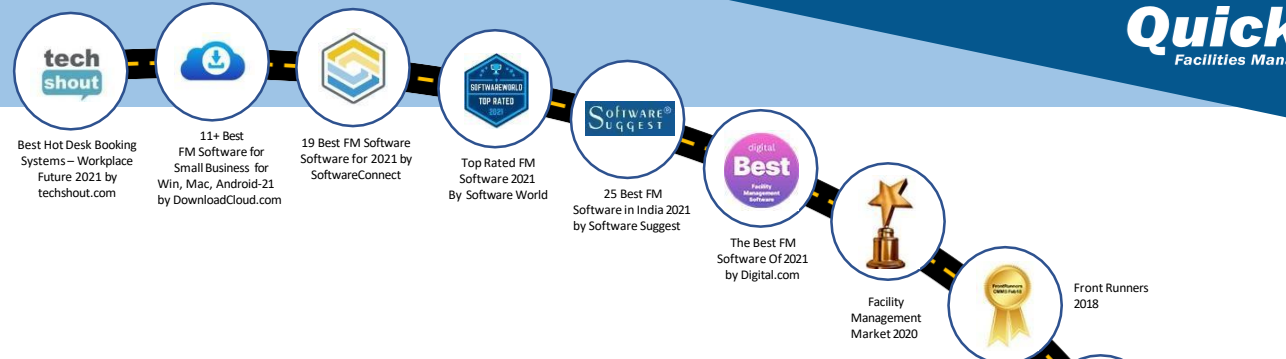 Quick
Facilities Mana
tech
shout
Best Hot Desk Booking
Systems – Workplace
Future 2021 by
techshout.com
11+ Best
FM Software for
Small Business for
Win, Mac, Android-21
by DownloadCloud.com
19 Best FM Software
Software for 2021 by
SoftwareConnect
SOFTWAREWORLD
TOP RATED
2021
Top Rated FM
Software 2021
By Software World
Software®
Suggest
25 Best FM
Software in India 2021
by Software Suggest
digital
Best
Facility
Management
Software
The Best FM
Software Of 2021
by Digital.com
Facility
Management
Market 2020
FrontRunners
CMMS Feb18
Front Runners
2018